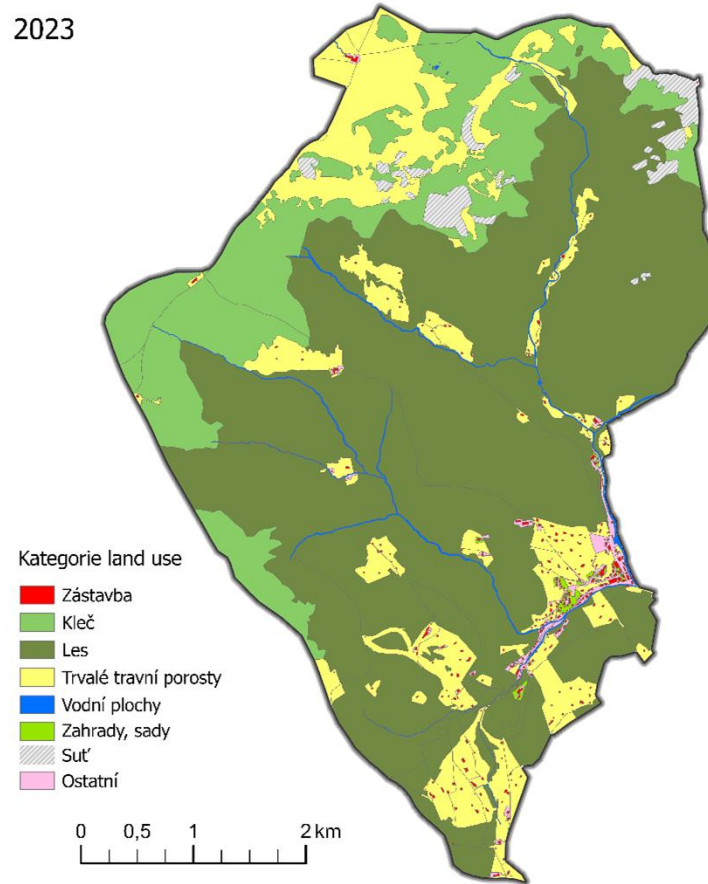 2023
Kategorie land use
Zástavba
Kleč
Les
Trvalé travní porosty
Vodní plochy
Zahrady, sady
Suť
Ostatní
0 0,5 1 2 km